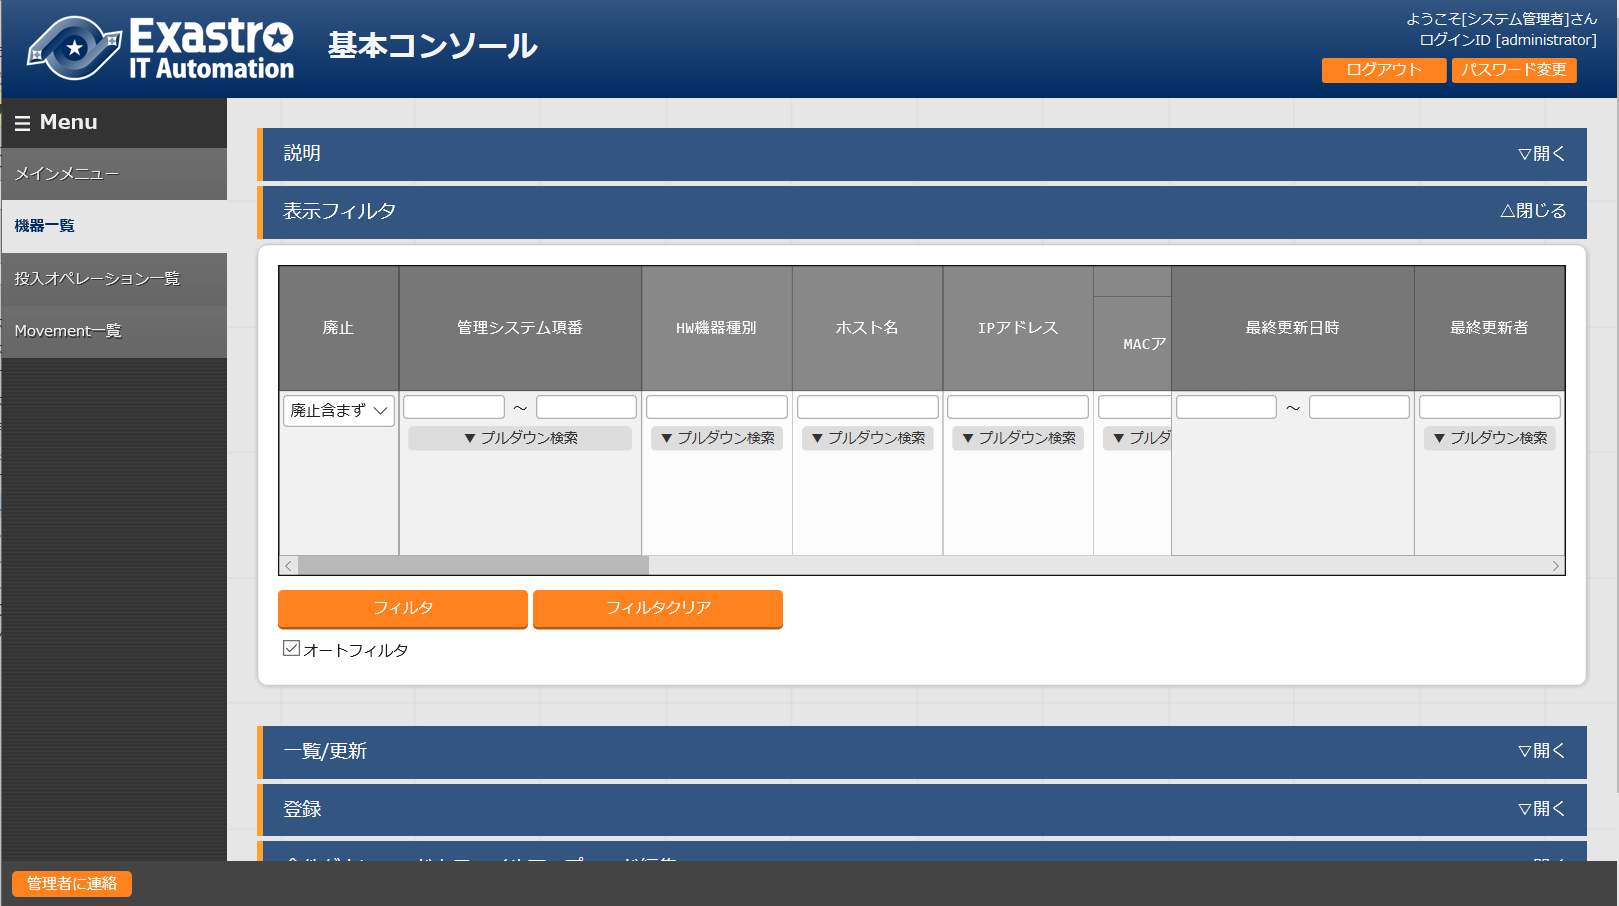 Exastro
IT Automation
基本コンソール
ようこそ[システム管理者]さん
ログインID [administrator]
ログアウト
パスワード変更
Menu
メインメニュー
機器一覧
投入オペレーション一覧
Movement一覧
説明
▽開く
表示フィルタ
△閉じる
廃止
管理システム項番
HW機器種別
ホスト名
IPアドレス
MACア
最終更新日時
最終更新者
廃止含まず
～
～
▼プルダウン検索
▼プルダウン検索
▼プルダウン検索
▼プルダウン検索
▼プルダ
▼プルダウン検索
フィルタ
フィルタクリア
オートフィルタ
一覧/更新
▽開く
登録
▽開く
管理者に連絡